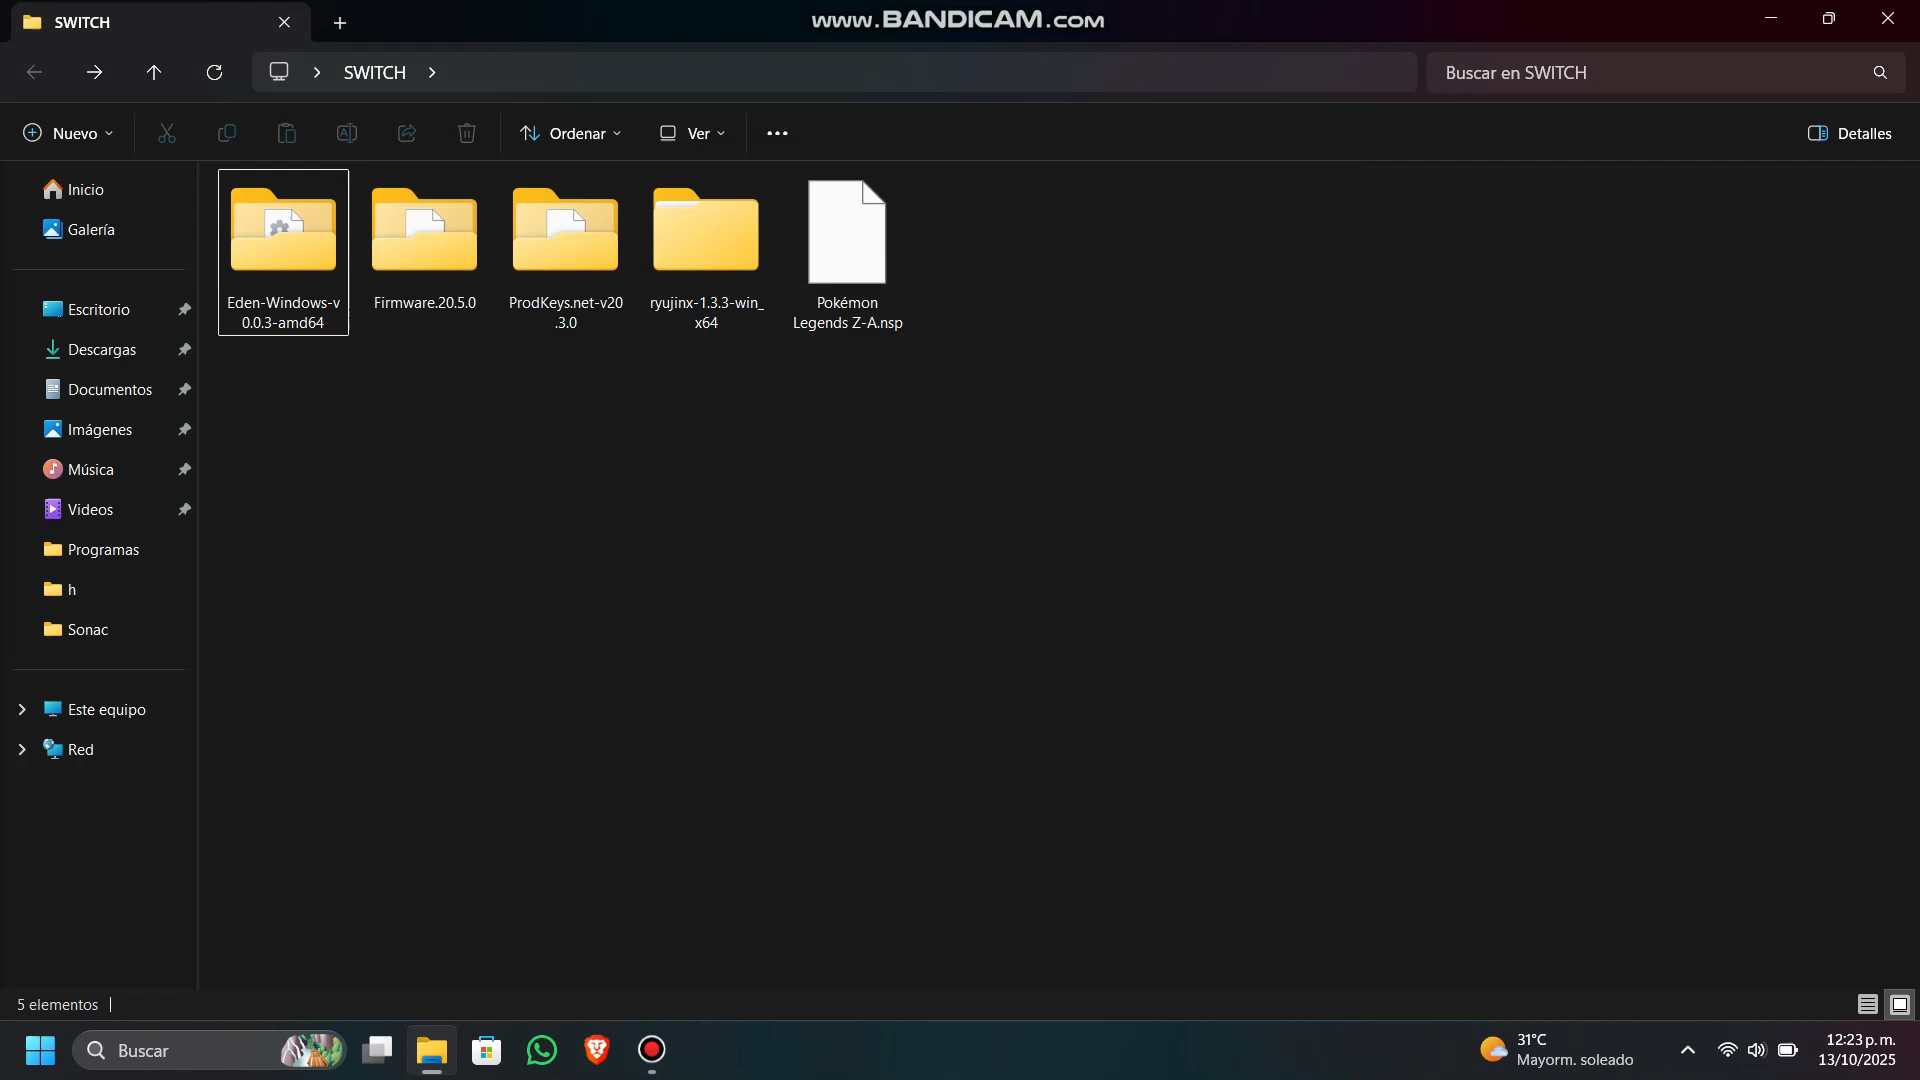 SWITCH
www.BANDICAM.com
SWITCH
Buscar en SWITCH
Nuevo
Ordenar
Ver
Detalles
Inicio
Galería
Escritorio
Descargas
Documentos
Imágenes
Música
Videos
Programas
h
Sonac
Este equipo
Red
Eden-Windows-v
0.0.3-amd64
Firmware.20.5.0
ProdKeys.net-v20
.3.0
ryujinx-1.3.3-win_
x64
Pokémon
Legends Z-A.nsp
5 elementos
Buscar
31°C
Mayorm. soleado
12:23 p. m.
13/10/2025